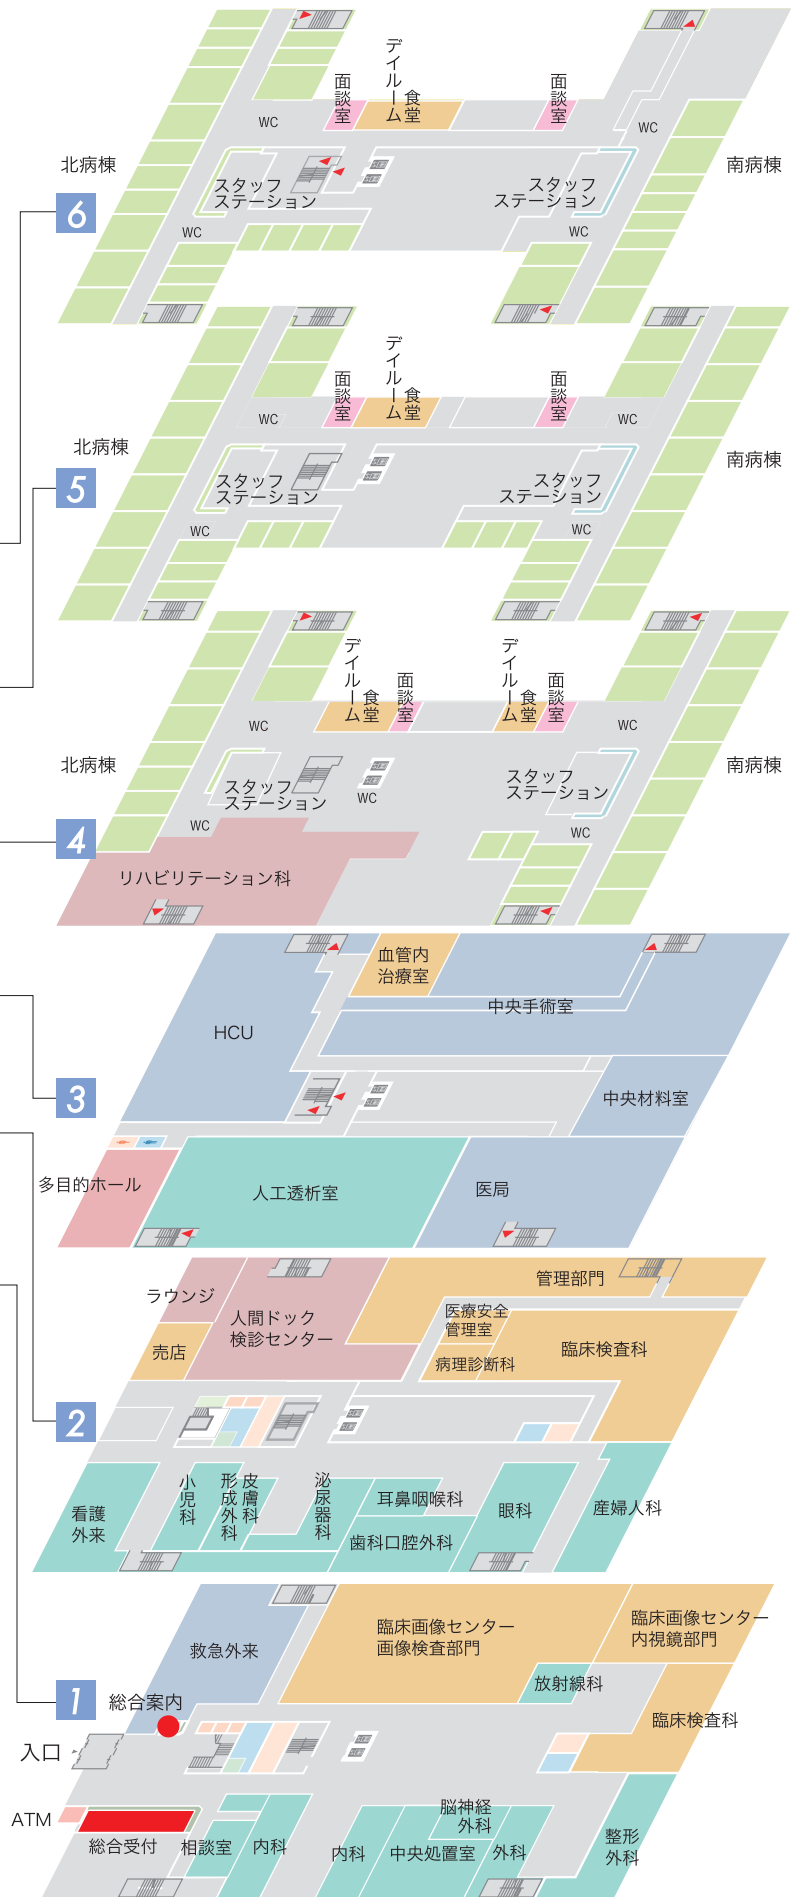 デイルーム
食堂
面談室
面談室
WC
WC
北病棟
南病棟
スタッフ
ステーション
スタッフ
ステーション
6
WC
WC
デイルーム
食堂
面談室
面談室
WC
WC
北病棟
南病棟
スタッフ
ステーション
スタッフ
ステーション
5
WC
WC
デイルーム
食堂
面談室
デイルーム
食堂
面談室
WC
WC
北病棟
南病棟
スタッフ
ステーション
スタッフ
ステーション
WC
WC
WC
4
リハビリテーション科
血管内
治療室
中央手術室
HCU
3
中央材料室
多目的ホール
人工透析室
医局
ラウンジ
人間ドック
検診センター
管理部門
医療安全
管理室
売店
病理診断科
臨床検査科
2
看護
外来
小児科
形成外科
皮膚科
泌尿器科
耳鼻咽喉科
歯科口腔外科
眼科
産婦人科
救急外来
臨床画像センター
画像検査部門
臨床画像センター
内視鏡部門
放射線科
1
総合案内
臨床検査科
入口
ATM
総合受付
相談室
内科
内科
中央処置室
脳神経
外科
外科
整形
外科